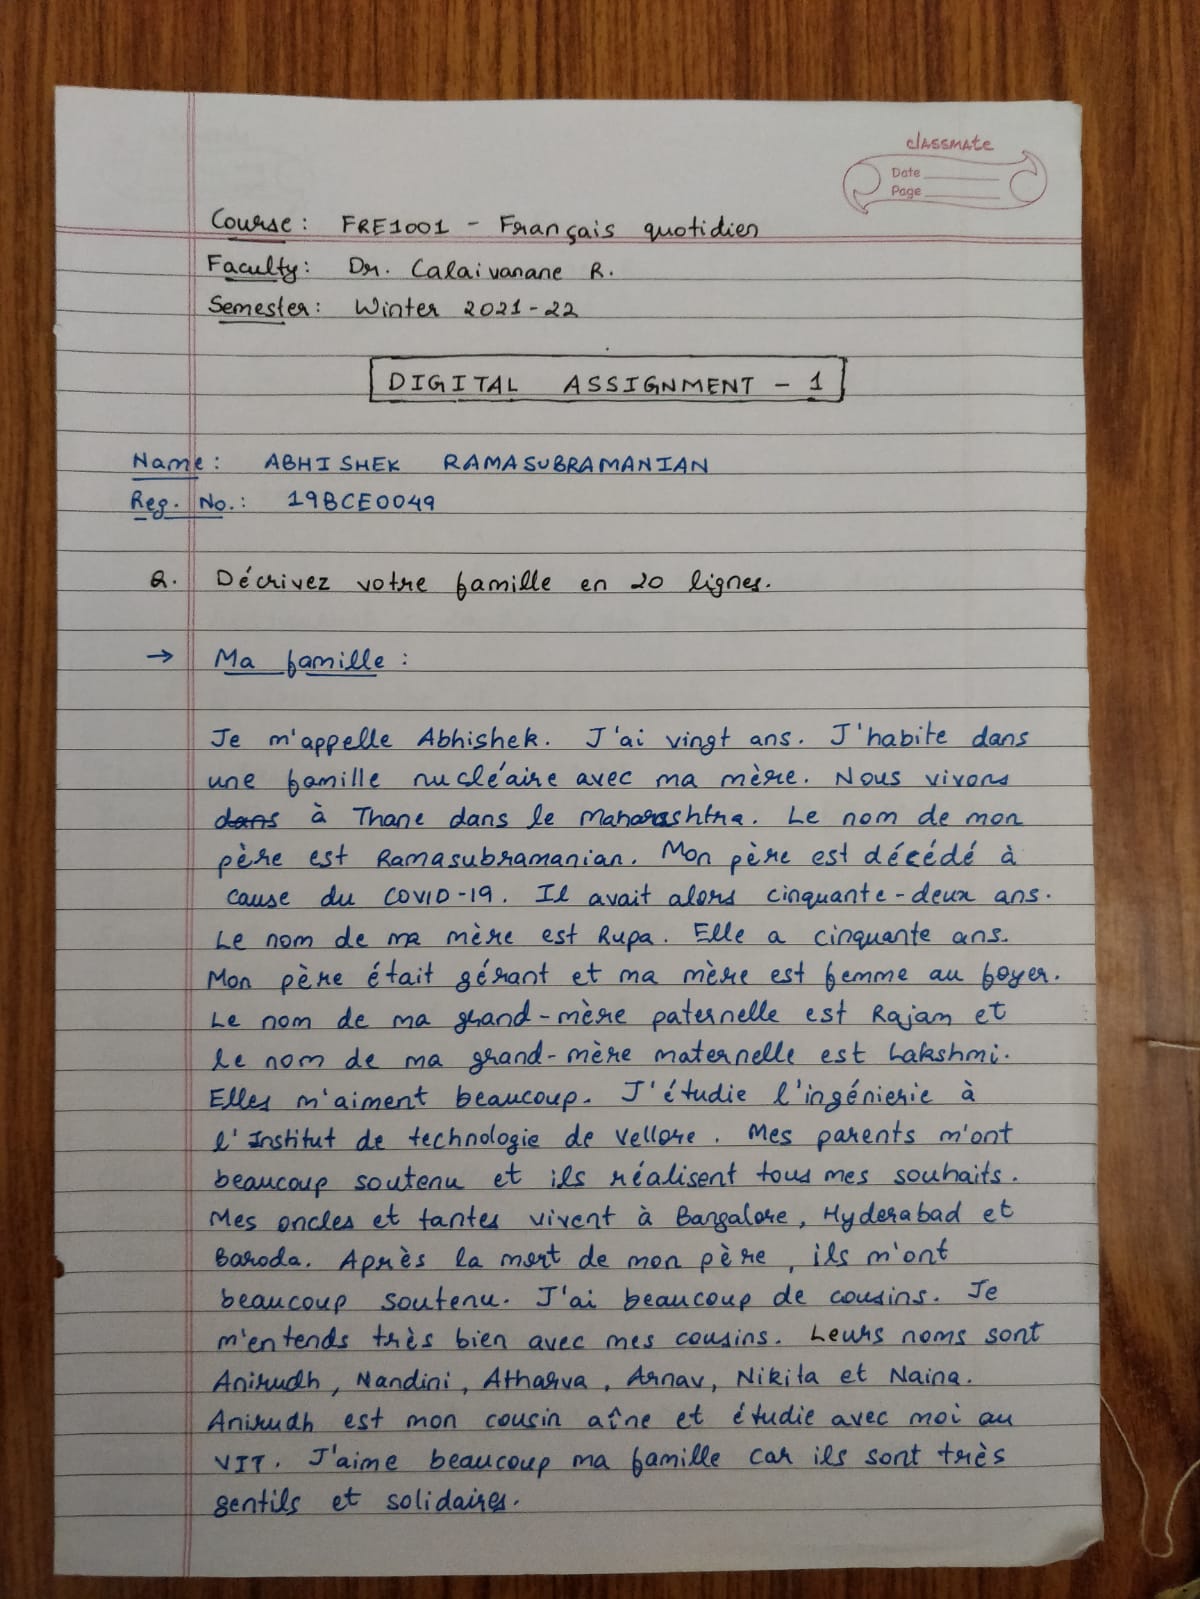 classmate
Date
Page
Course: FRE1001 - Français quotidien
Faculty: Dr. Calaivanane R.
Semester: Winter 2021-22
DIGITAL ASSIGNMENT - 1
Name: ABHISHEK RAMASUBRAMANIAN
Reg. No.: 19BCE0049
Q. Décrivez votre famille en 20 lignes.
→ Ma famille :
Je m'appelle Abhishek. J'ai vingt ans. J'habite dans
une famille nucléaire avec ma mère. Nous vivons
dans à Thane dans le Maharashtra. Le nom de mon
père est Ramasubramanian. Mon père est décédé à
cause du COVID-19. Il avait alors cinquante-deux ans.
Le nom de ma mère est Rupa. Elle a cinquante ans.
Mon père était gérant et ma mère est femme au foyer.
Le nom de ma grand-mère paternelle est Rajam et
le nom de ma grand-mère maternelle est Lakshmi.
Elles m'aiment beaucoup. J'étudie l'ingénierie à
l'Institut de technologie de Vellore. Mes parents m'ont
beaucoup soutenu et ils réalisent tous mes souhaits.
Mes oncles et tantes vivent à Bangalore, Hyderabad et
Baroda. Après la mort de mon père, ils m'ont
beaucoup soutenu. J'ai beaucoup de cousins. Je
m'entends très bien avec mes cousins. Leurs noms sont
Anirudh, Nandini, Atharva, Arnav, Nikita et Naina.
Anirudh est mon cousin aîne et étudie avec moi au
VIT. J'aime beaucoup ma famille car ils sont très
gentils et solidaires.